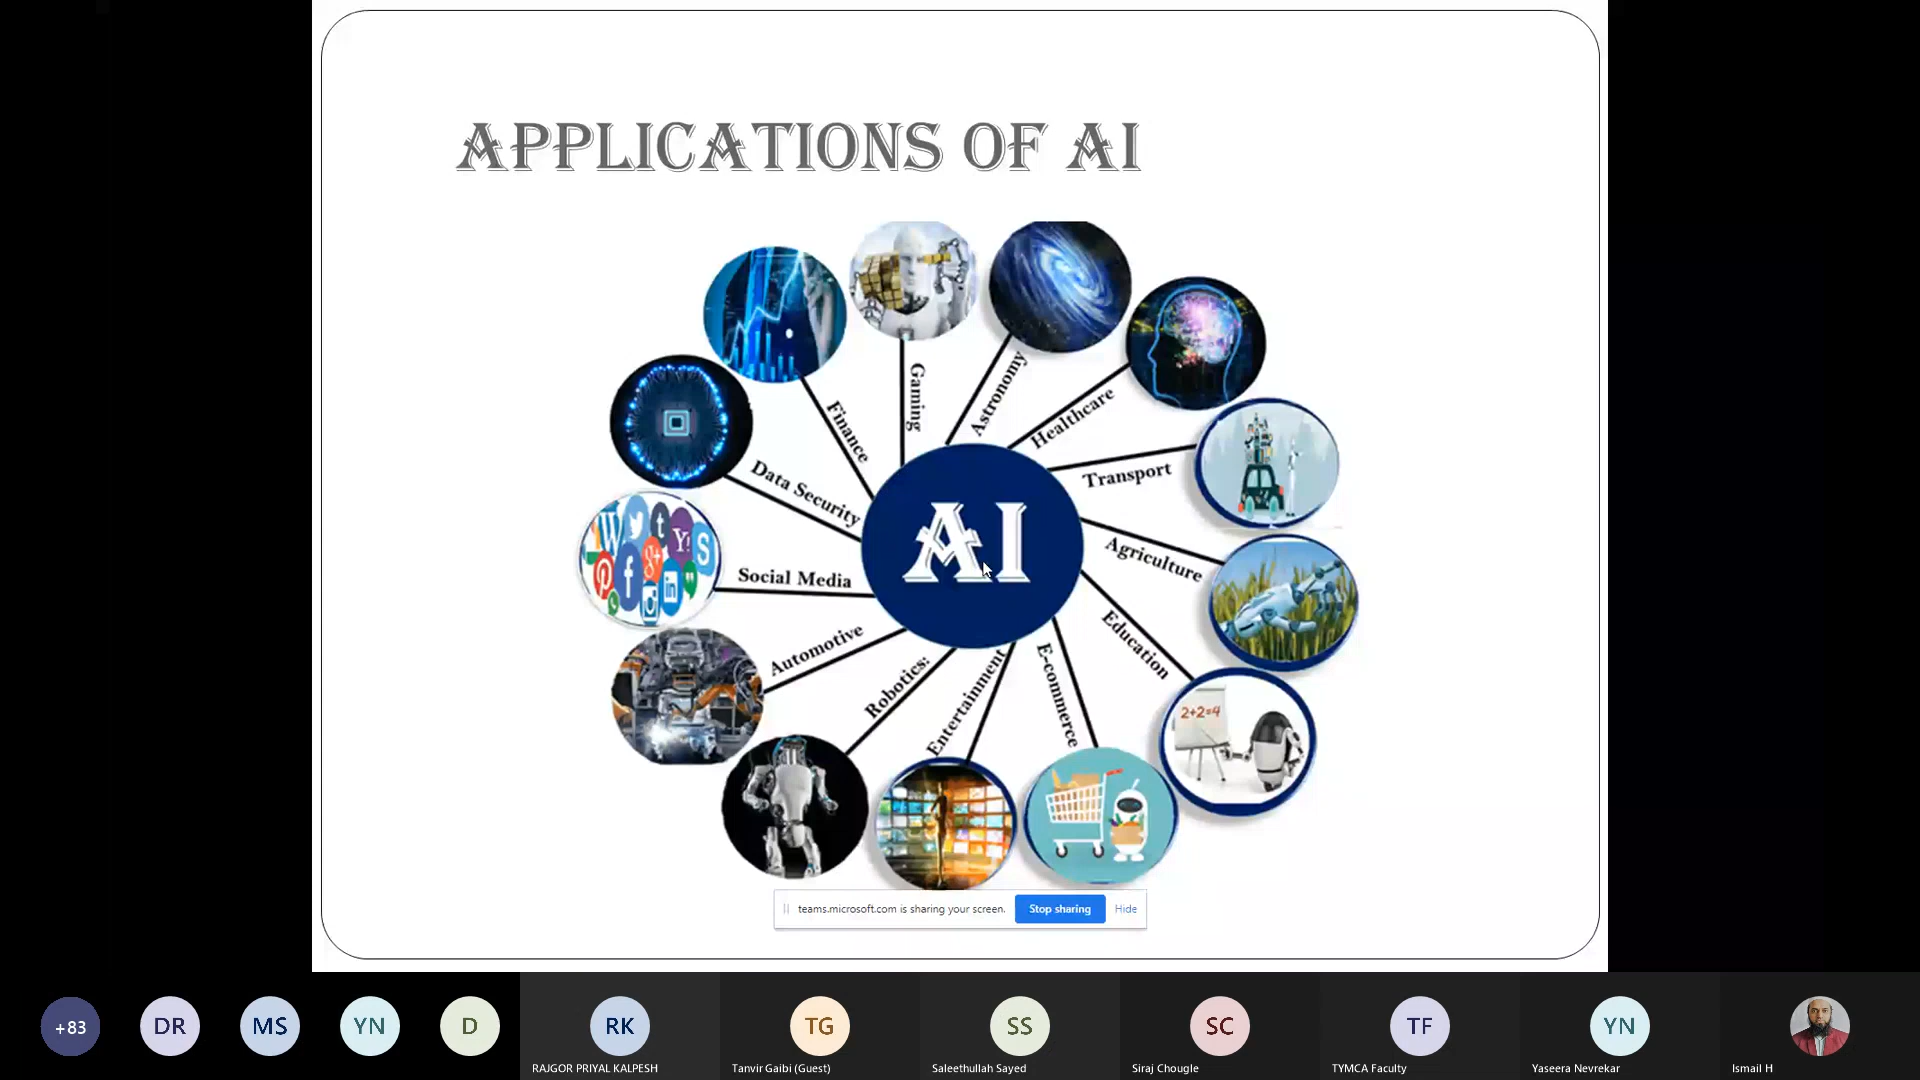 APPLICATIONS OF AI
Gaming
Astronomy
Finance
Healthcare
Data Security
Transport
AI
Agriculture
Social Media
Education
Automotive
Robotics:
Entertainment
E-commerce
2+2=4
teams.microsoft.com is sharing your screen.
Stop sharing
Hide
+83
DR
MS
YN
D
RK
TG
SS
SC
TF
YN
RAJGOR PRIYAL KALPESH
Tanvir Gaibi (Guest)
Saleethullah Sayed
Siraj Chougle
TYMCA Faculty
Yaseera Nevrekar
Ismail H